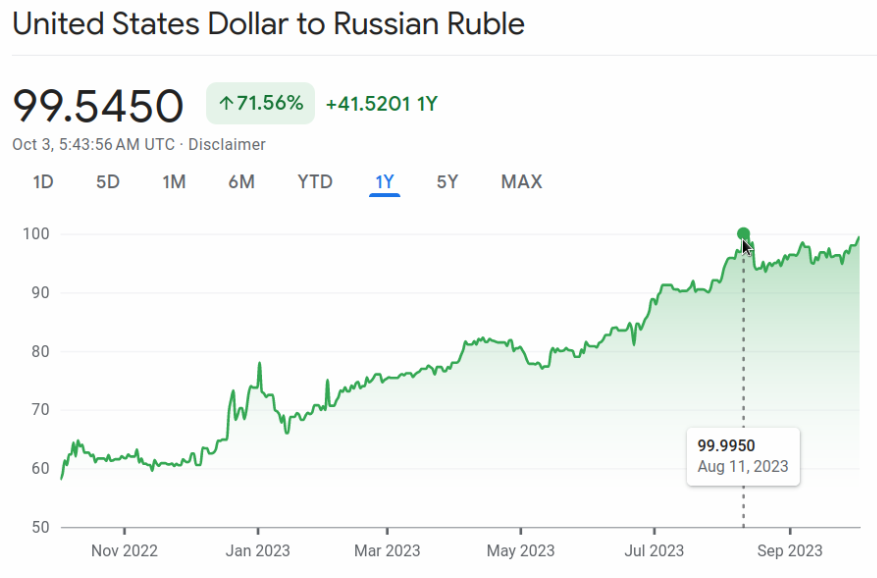 United States Dollar to Russian Ruble
99.5450 ↑71.56% +41.5201 1Y
Oct 3, 5:43:56 AM UTC · Disclaimer
1D 5D 1M 6M YTD 1Y 5Y MAX
100
90
80
70
60
50
99.9950
Aug 11, 2023
Nov 2022 Jan 2023 Mar 2023 May 2023 Jul 2023 Sep 2023